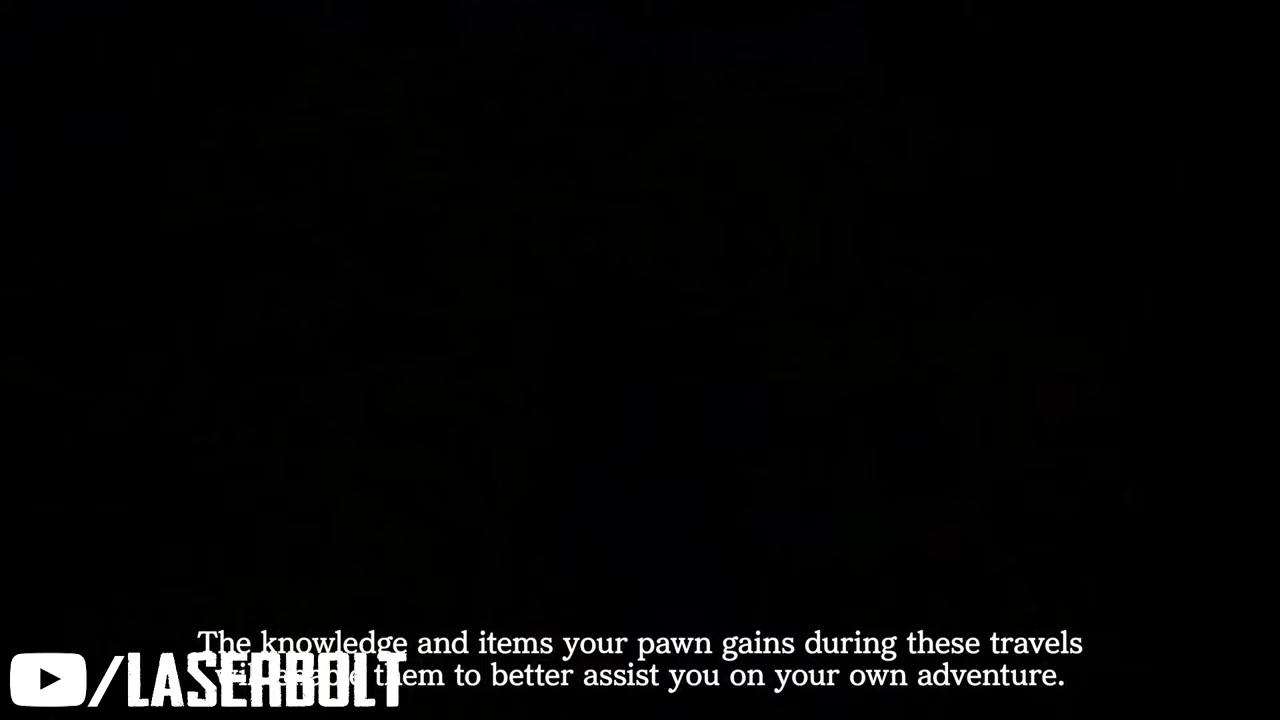 The knowledge and items your pawn gains during these travels
them to better assist you on your own adventure.
/LASERBOLT